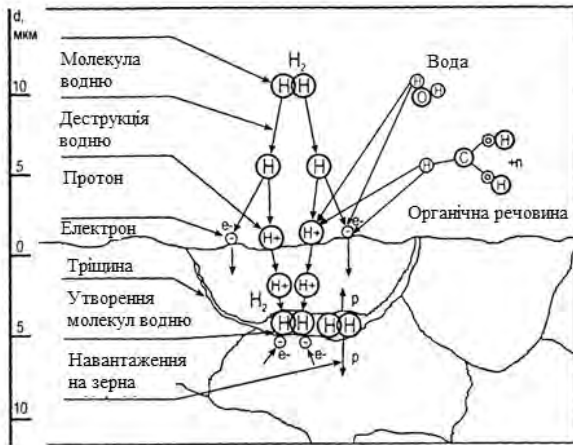 d,
мкм
10
5
0
5
10
Молекула
водню
Деструкція
водню
Протон
Електрон
Тріщина
Утворення
молекул водню
Навантаження
на зерна
H₂
H H
H H
e- H+ H+ e-
H+ H+
H₂
H H H H
e- e-
p
p
Вода
H
O H
H C O H
O H
+n
Органічна речовина